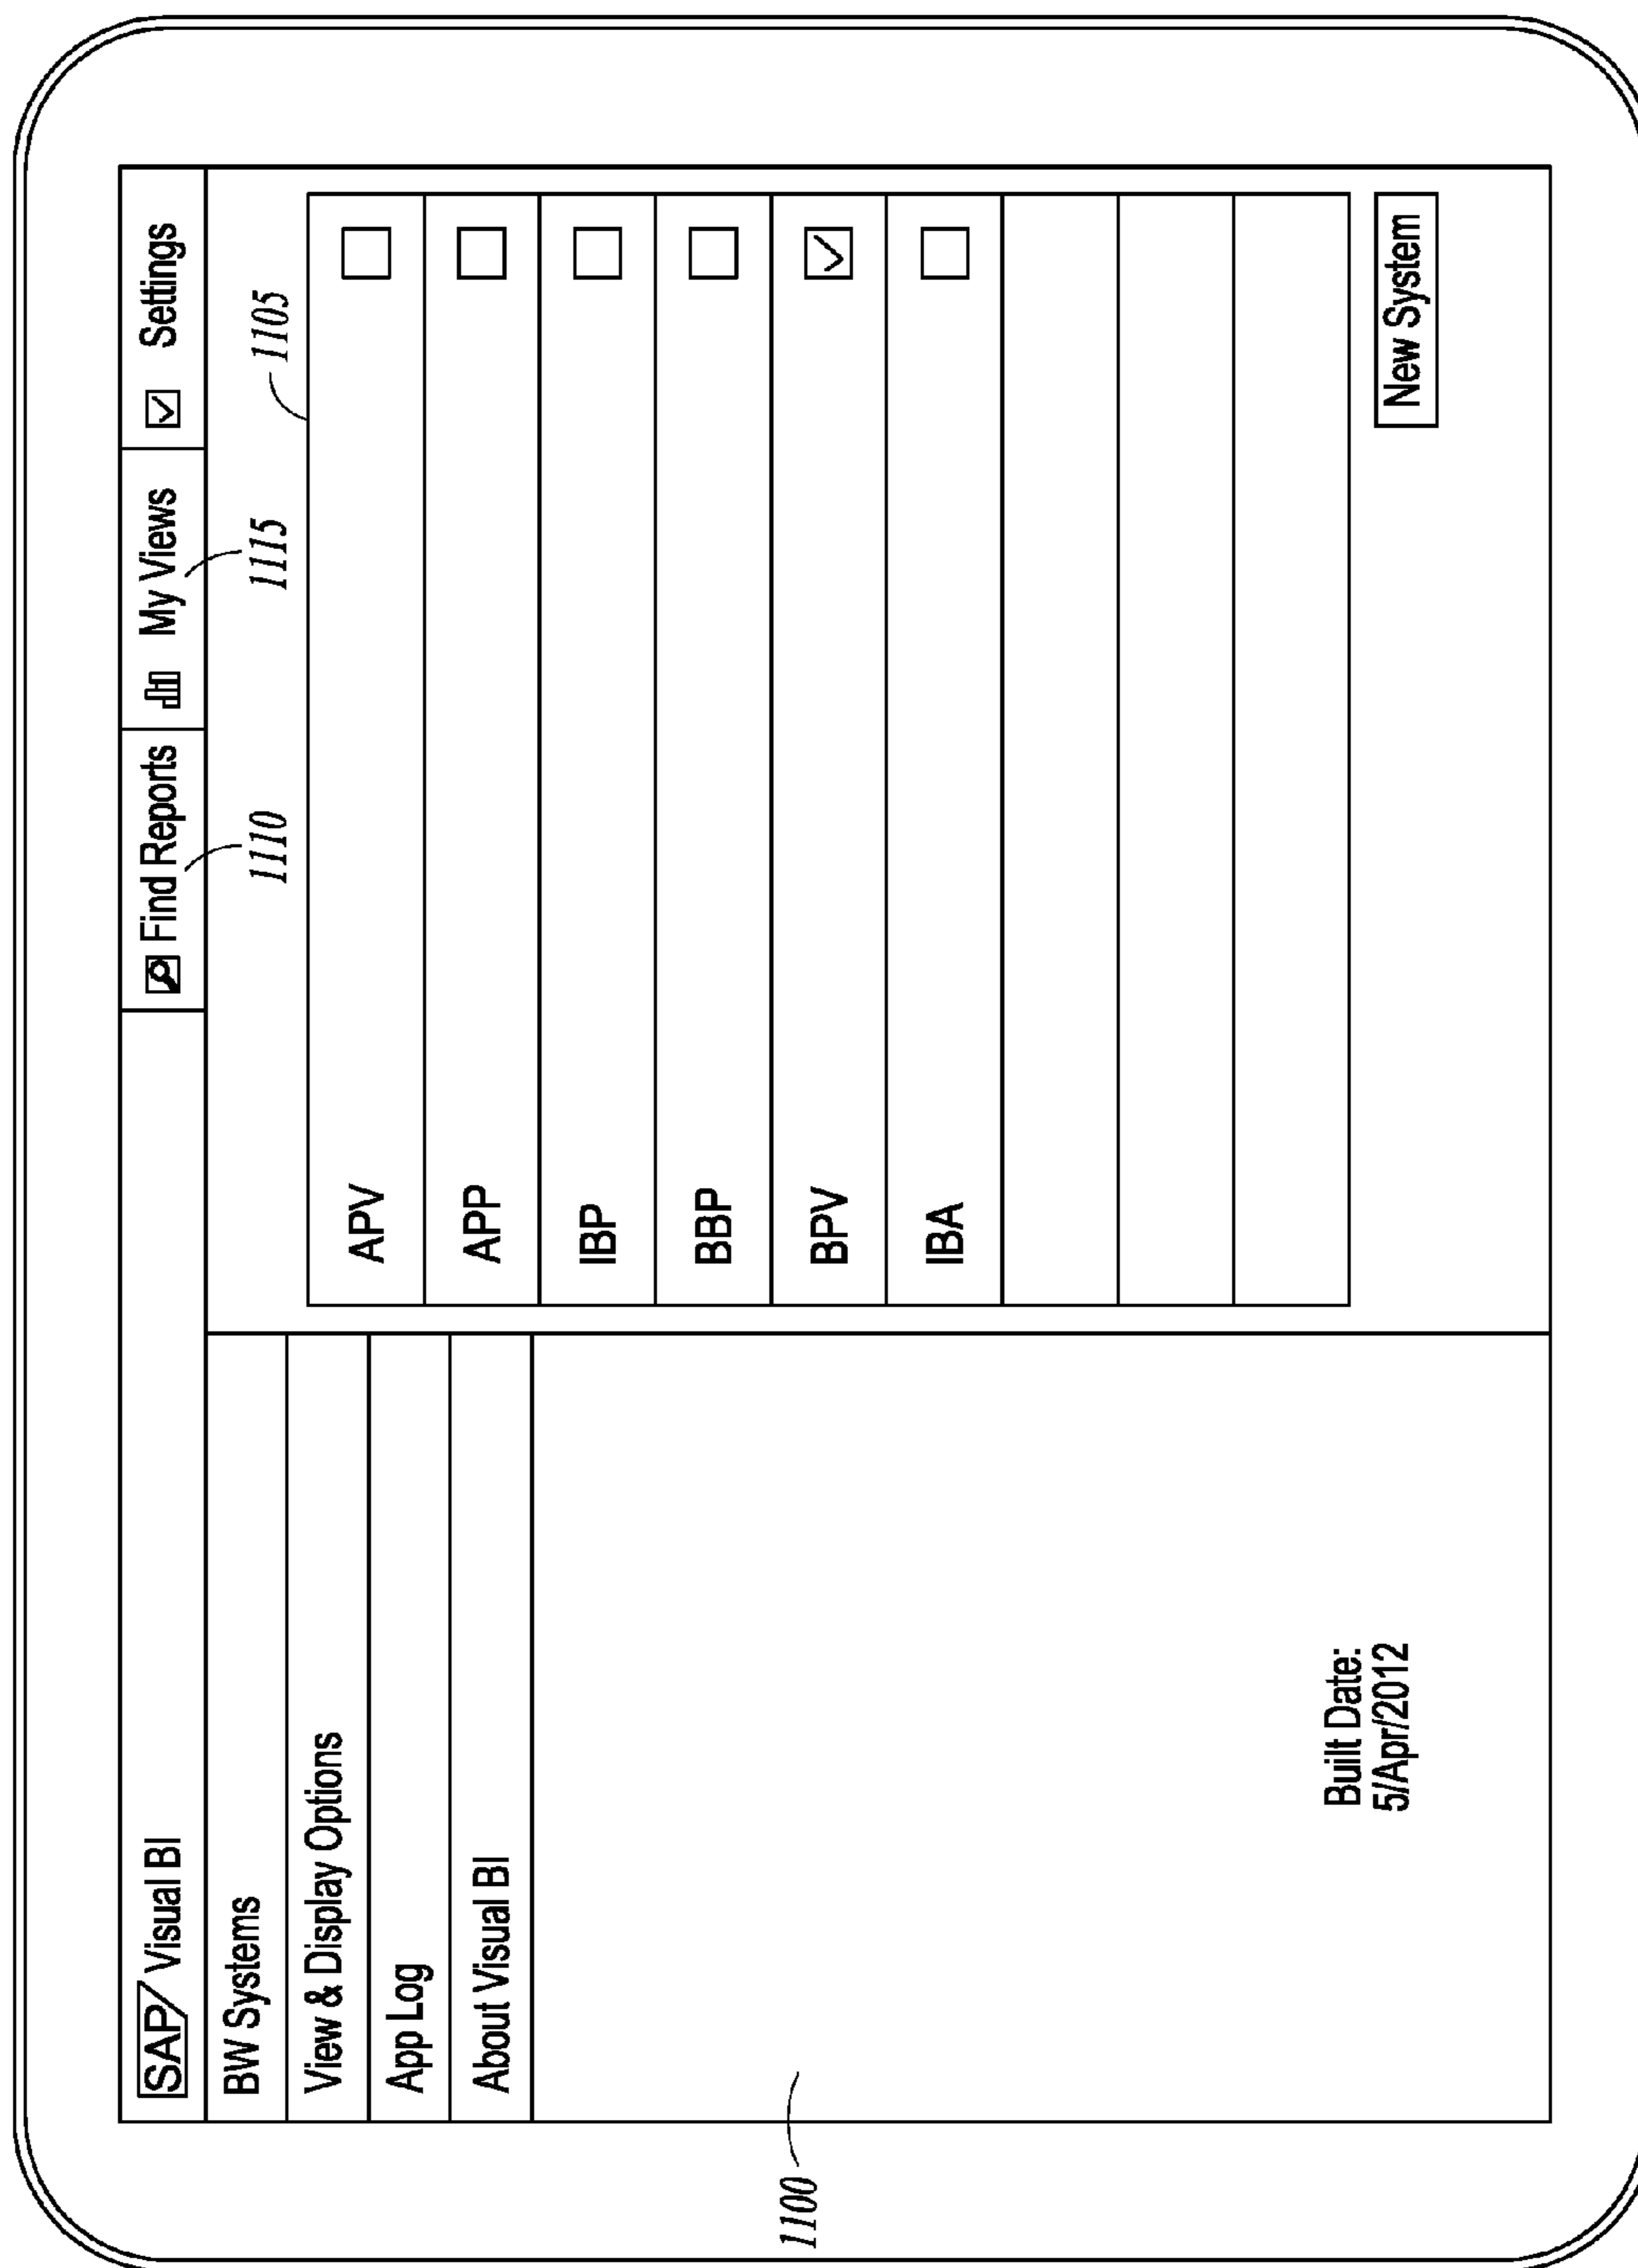 SAP Visual BI
Find Reports
My Views
Settings
1110
1115
1105
BW Systems
View & Display Options
App Log
About Visual BI
APV
APP
IBP
BBP
BPV
IBA
1100
Built Date:
5/Apr/2012
New System